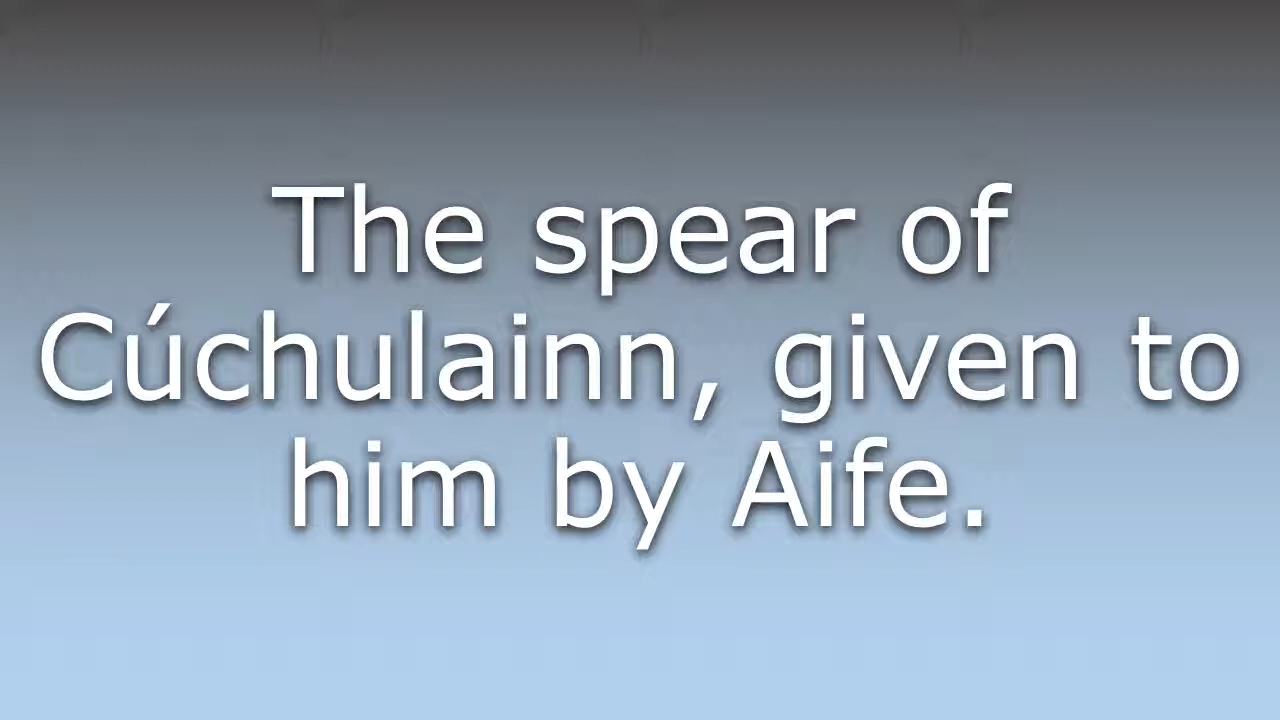 The spear of
Cúchulainn, given to
him by Aife.